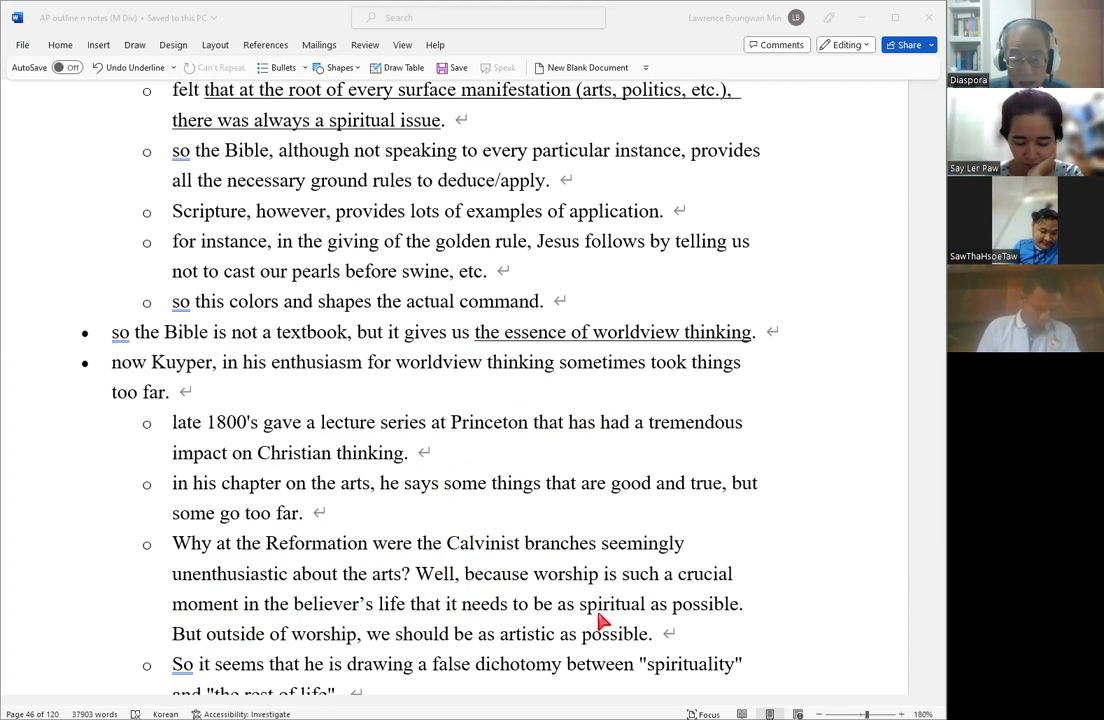 AP outline n notes (M Div) • Saved to this PC
Search
Lawrence Byungwan Min
LB
File Home Insert Draw Design Layout References Mailings Review View Help
Comments
Editing
Share
AutoSave Off
Undo Underline
Can't Repeat
Bullets
Shapes
Draw Table
Save
Speak
New Blank Document
felt that at the root of every surface manifestation (arts, politics, etc.),
there was always a spiritual issue.
so the Bible, although not speaking to every particular instance, provides
all the necessary ground rules to deduce/apply.
Scripture, however, provides lots of examples of application.
for instance, in the giving of the golden rule, Jesus follows by telling us
not to cast our pearls before swine, etc.
so this colors and shapes the actual command.
so the Bible is not a textbook, but it gives us the essence of worldview thinking.
now Kuyper, in his enthusiasm for worldview thinking sometimes took things
too far.
late 1800's gave a lecture series at Princeton that has had a tremendous
impact on Christian thinking.
in his chapter on the arts, he says some things that are good and true, but
some go too far.
Why at the Reformation were the Calvinist branches seemingly
unenthusiastic about the arts? Well, because worship is such a crucial
moment in the believer's life that it needs to be as spiritual as possible.
But outside of worship, we should be as artistic as possible.
So it seems that he is drawing a false dichotomy between "spirituality"
and "the rest of life".
Page 46 of 120 37903 words Korean Accessibility: Investigate
Focus
180%
Diaspora
Say Ler Paw
SawThaHsoeTaw